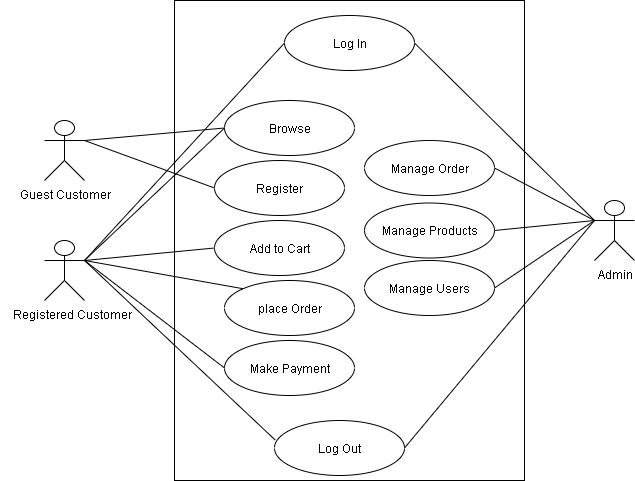 Log In
Browse
Manage Order
Register
Guest Customer
Manage Products
Add to Cart
Admin
Manage Users
place Order
Registered Customer
Make Payment
Log Out